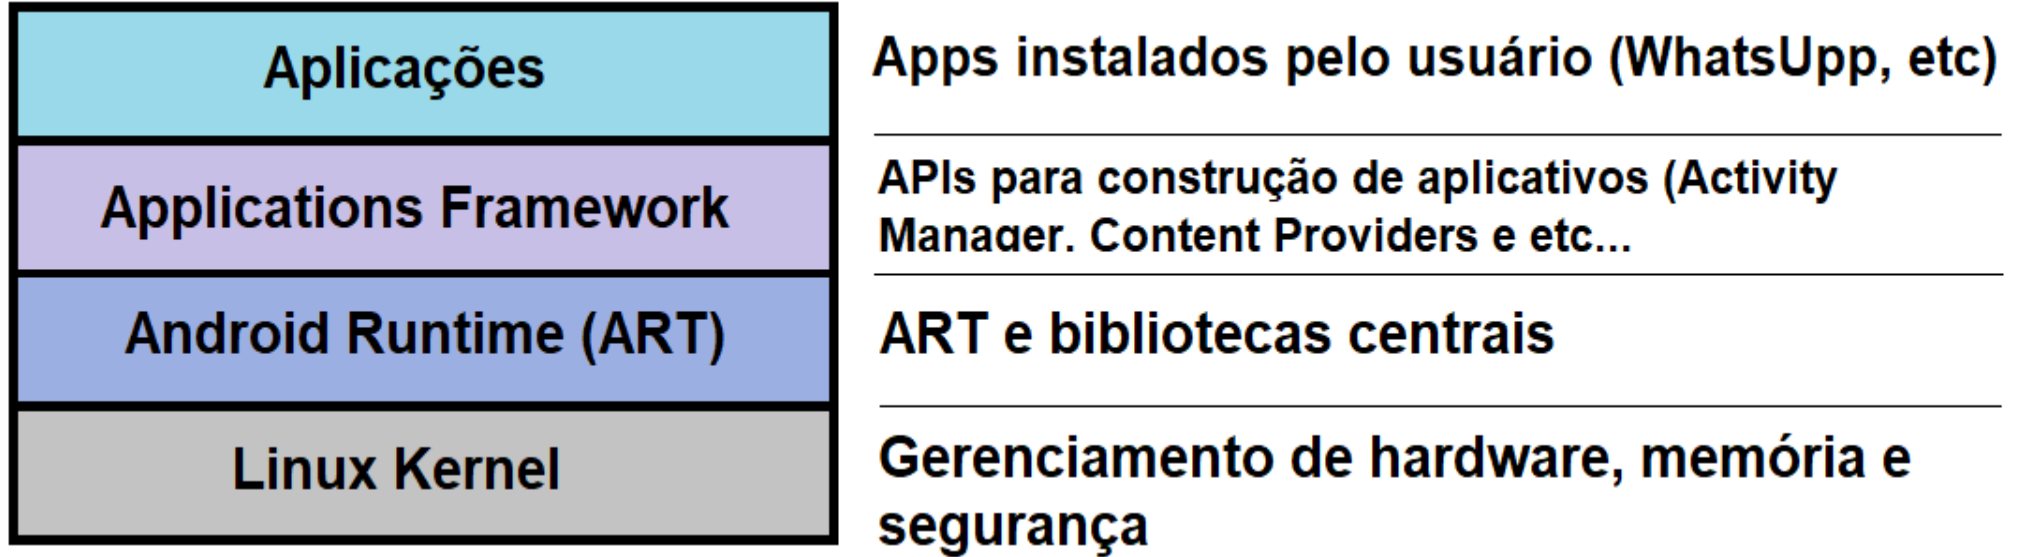 Aplicações
Apps instalados pelo usuário (WhatsUpp, etc)
Applications Framework
APIs para construção de aplicativos (Activity
Manager. Content Providers e etc...
Android Runtime (ART)
ART e bibliotecas centrais
Linux Kernel
Gerenciamento de hardware, memória e
segurança